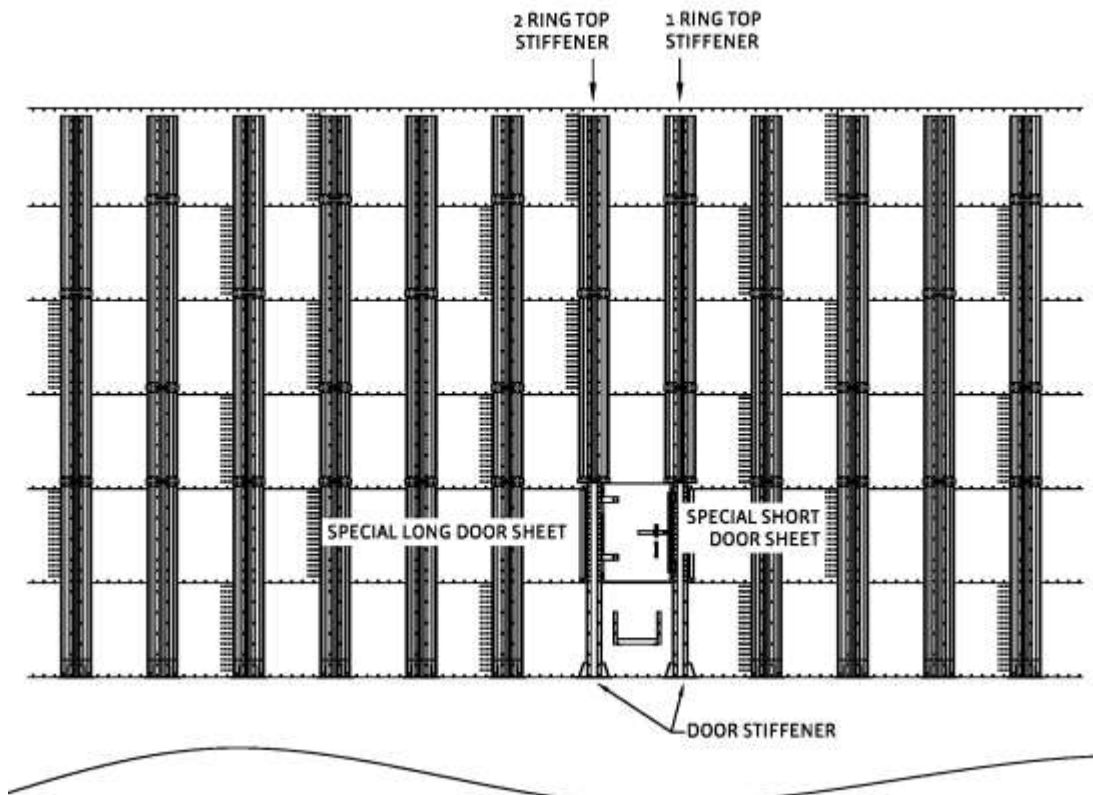 2 RING TOP
STIFFENER
1 RING TOP
STIFFENER
SPECIAL LONG DOOR SHEET
SPECIAL SHORT
DOOR SHEET
DOOR STIFFENER